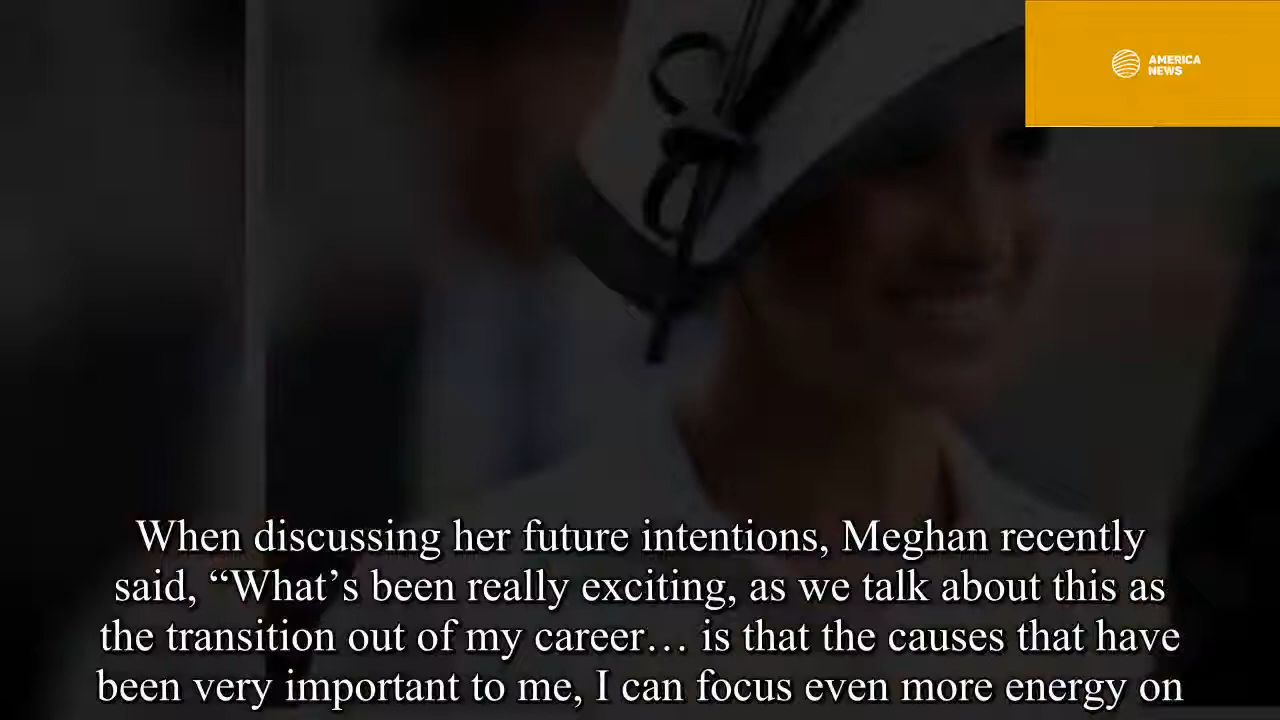 AMERICA
NEWS
When discussing her future intentions, Meghan recently
said, “What’s been really exciting, as we talk about this as
the transition out of my career… is that the causes that have
been very important to me, I can focus even more energy on